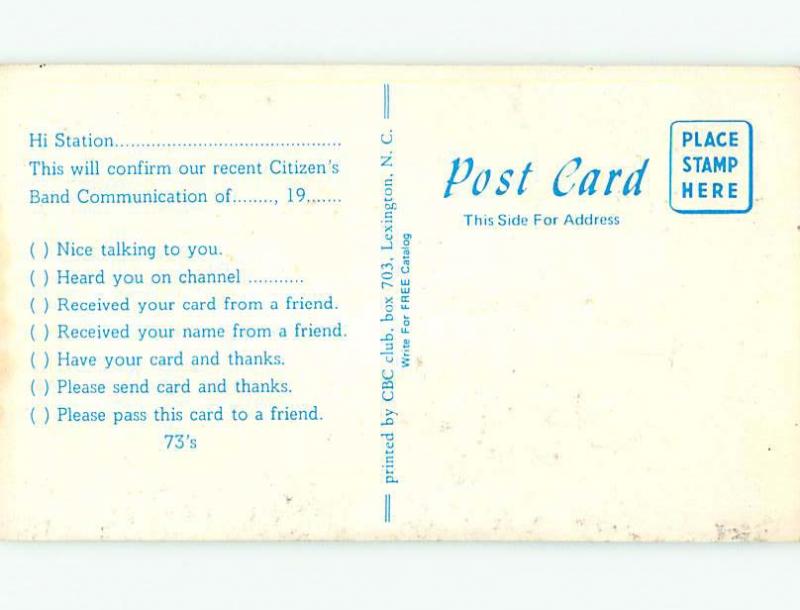 Hi Station............................................
This will confirm our recent Citizen's
Band Communication of........, 19.......
( ) Nice talking to you.
( ) Heard you on channel ...........
( ) Received your card from a friend.
( ) Received your name from a friend.
( ) Have your card and thanks.
( ) Please send card and thanks.
( ) Please pass this card to a friend.
73's
printed by CBC club, box 703, Lexington, N. C.
Write For FREE Catalog
Post Card
This Side For Address
PLACE
STAMP
HERE